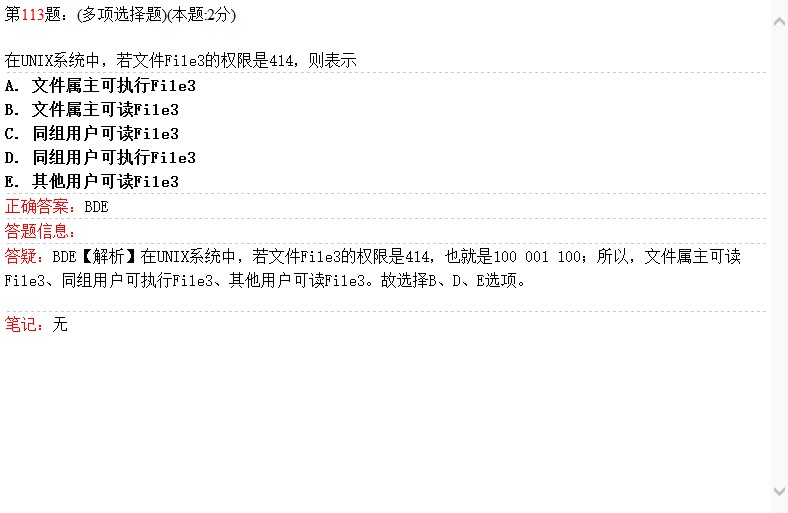 第113题：(多项选择题)(本题:2分)
在UNIX系统中，若文件File3的权限是414，则表示
A. 文件属主可执行File3
B. 文件属主可读File3
C. 同组用户可读File3
D. 同组用户可执行File3
E. 其他用户可读File3
正确答案：BDE
答题信息：
答疑：BDE【解析】在UNIX系统中，若文件File3的权限是414，也就是100 001 100；所以，文件属主可读
File3、同组用户可执行File3、其他用户可读File3。故选择B、D、E选项。
笔记：无